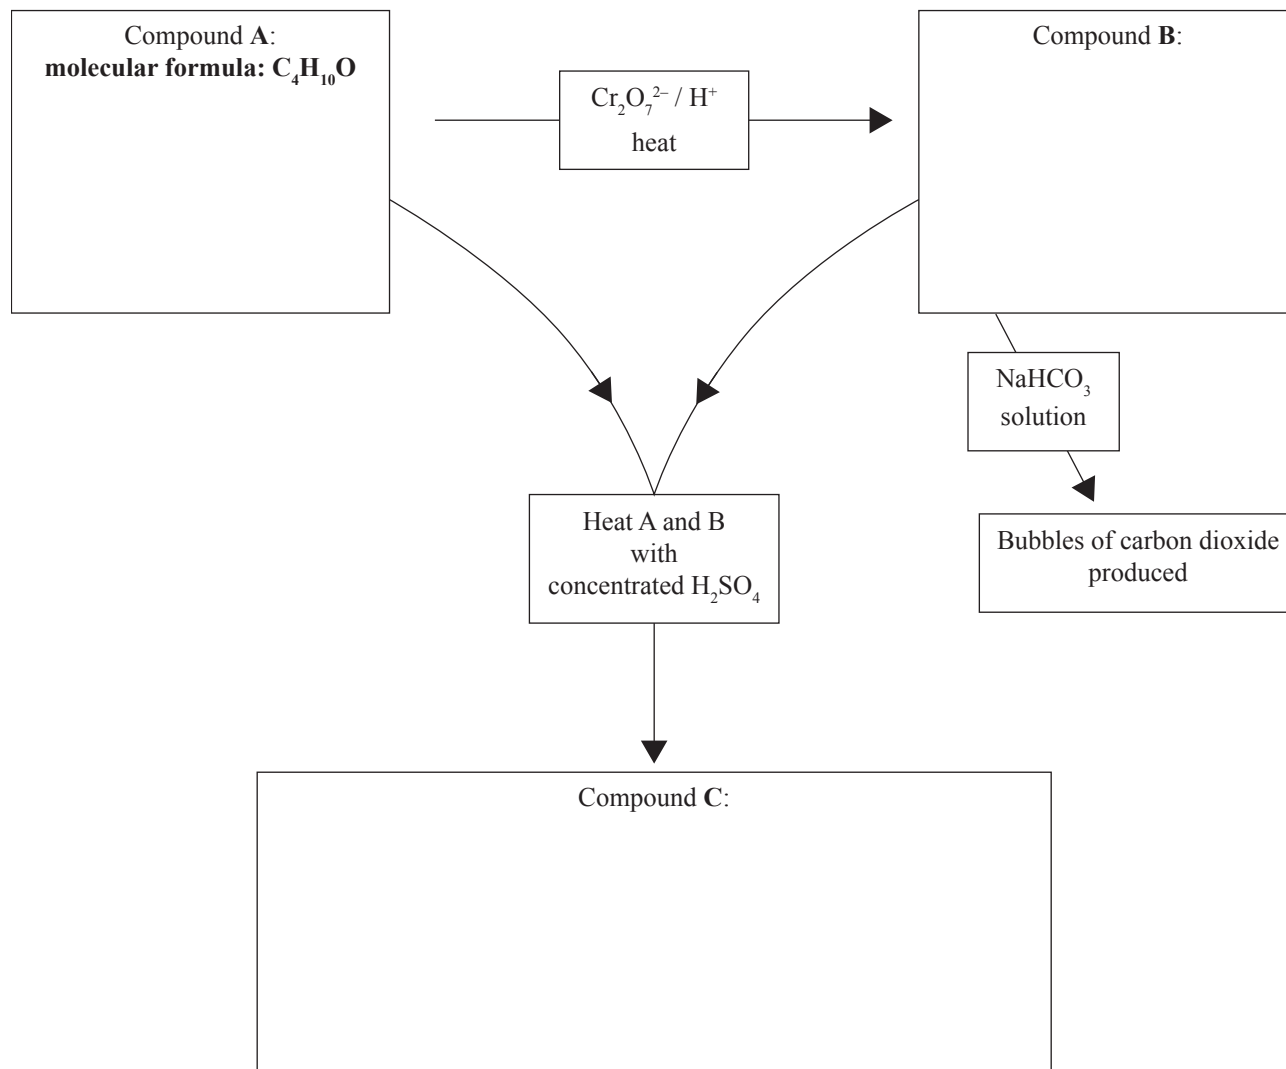 Compound A:
molecular formula: C₄H₁₀O
Cr₂O₇²⁻ / H⁺
heat
Compound B:
NaHCO₃
solution
Bubbles of carbon dioxide
produced
Heat A and B
with
concentrated H₂SO₄
Compound C: